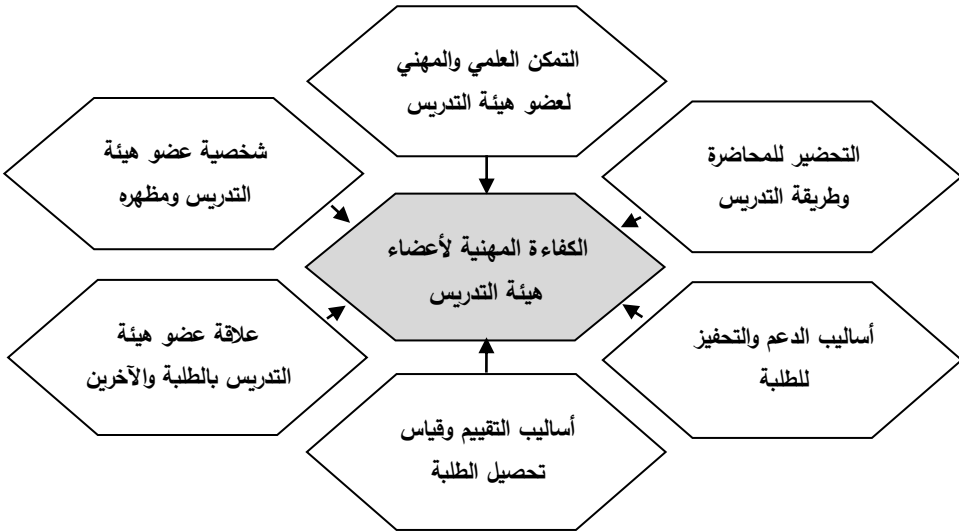 التمكن العلمي والمهني
لعضو هيئة التدريس
التحضير للمحاضرة
وطريقة التدريس
شخصية عضو هيئة
التدريس ومظهره
الكفاءة المهنية لأعضاء
هيئة التدريس
أساليب الدعم والتحفيز
للطلبة
علاقة عضو هيئة
التدريس بالطلبة والآخرين
أساليب التقييم وقياس
تحصيل الطلبة